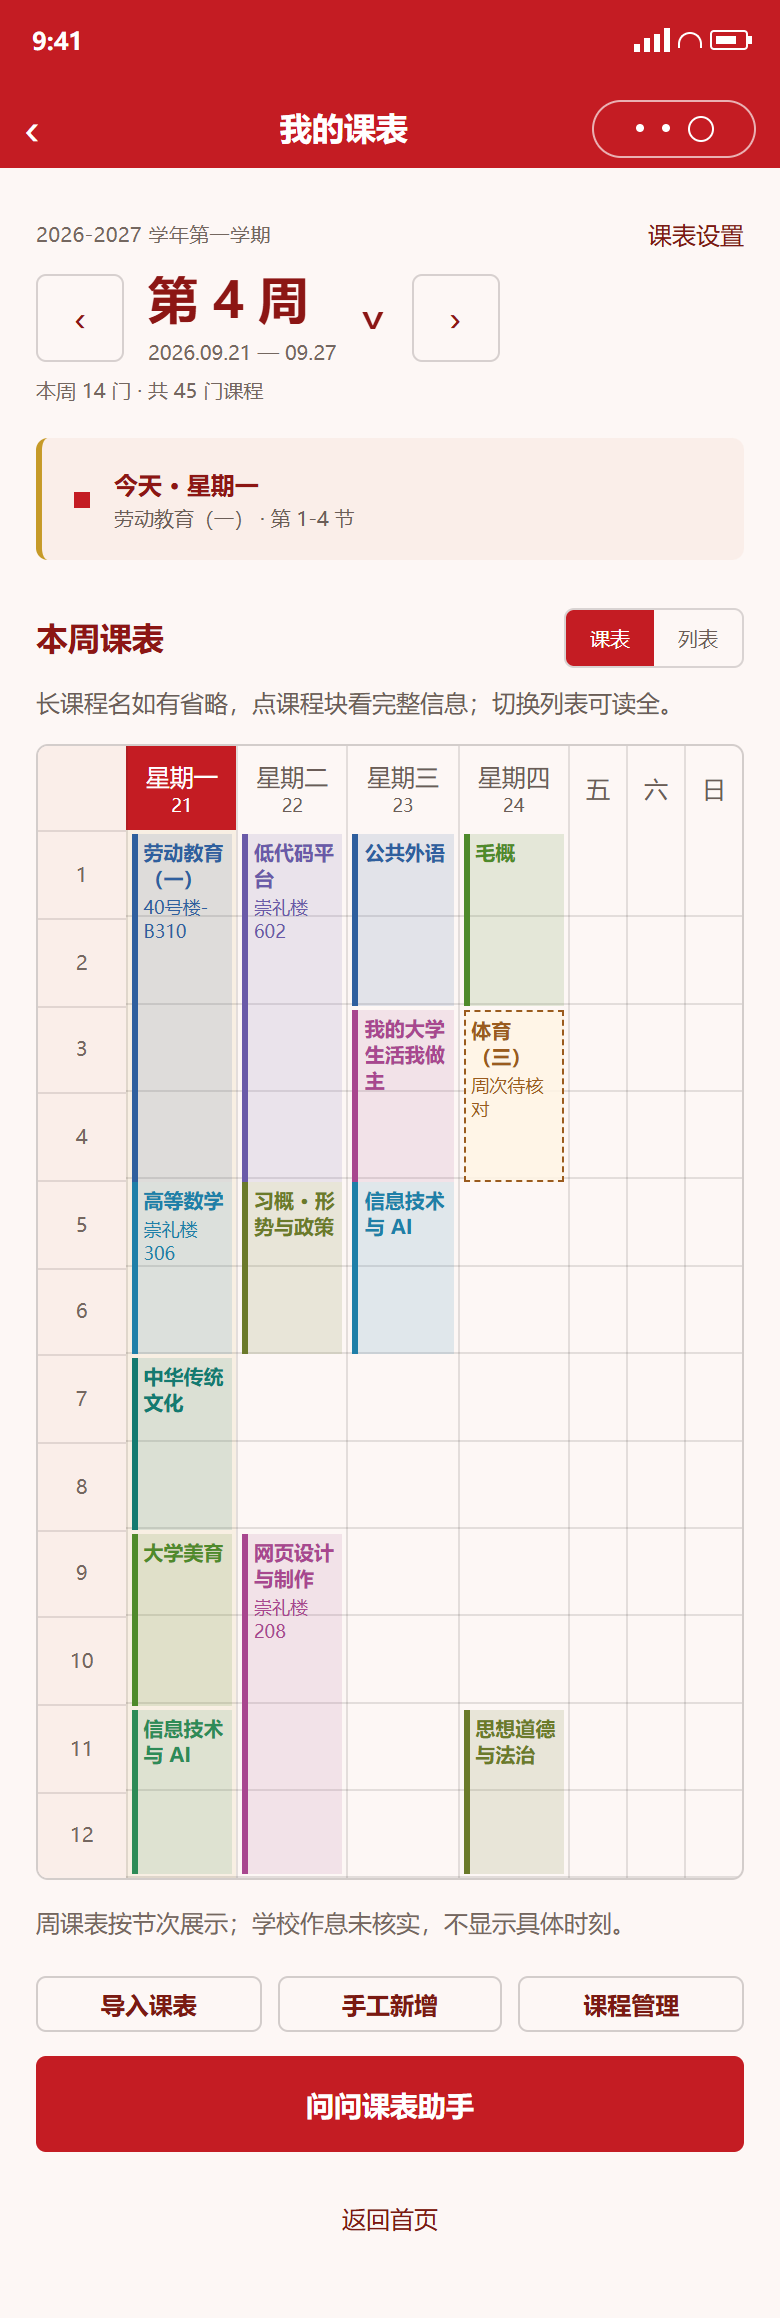 9:41
‹
我的课表
2026-2027 学年第一学期
课表设置
‹
第 4 周
2026.09.21 — 09.27
›
本周 14 门 · 共 45 门课程
今天 · 星期一
劳动教育（一） · 第 1-4 节
本周课表
课表
列表
长课程名如有省略，点课程块看完整信息；切换列表可读全。
星期一
21
星期二
22
星期三
23
星期四
24
五
六
日
1
劳动教育
（一）
40号楼-
B310
低代码平
台
崇礼楼
602
公共外语
毛概
2
3
我的大学
生活我做
主
体育
（三）
周次待核
对
4
5
高等数学
崇礼楼
306
习概 · 形
势与政策
信息技术
与 AI
6
7
中华传统
文化
8
9
大学美育
网页设计
与制作
崇礼楼
208
10
11
信息技术
与 AI
思想道德
与法治
12
周课表按节次展示；学校作息未核实，不显示具体时刻。
导入课表
手工新增
课程管理
问问课表助手
返回首页